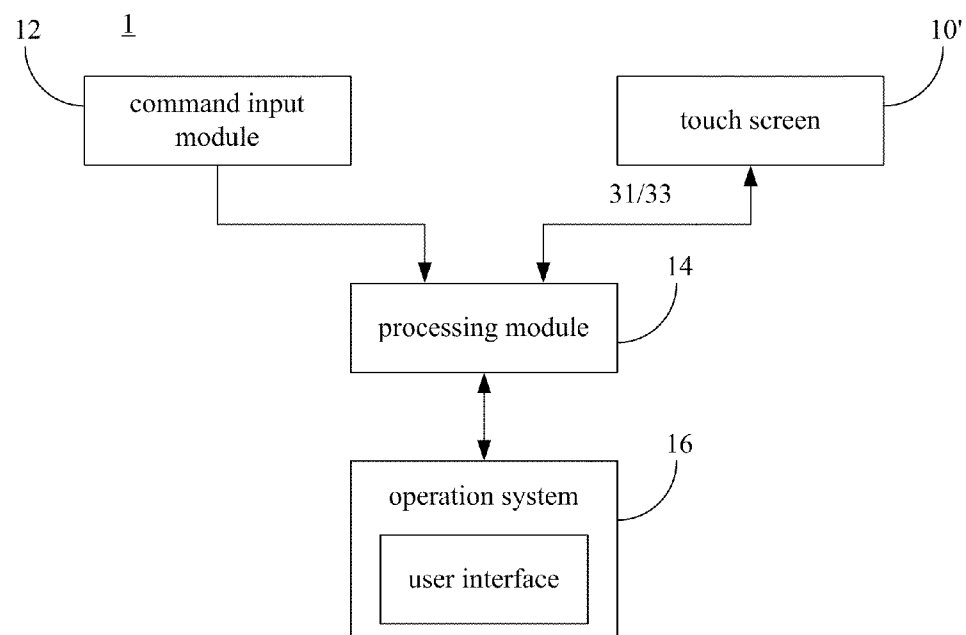 12
1
10'
command input
module
touch screen
31/33
14
processing module
16
operation system
user interface